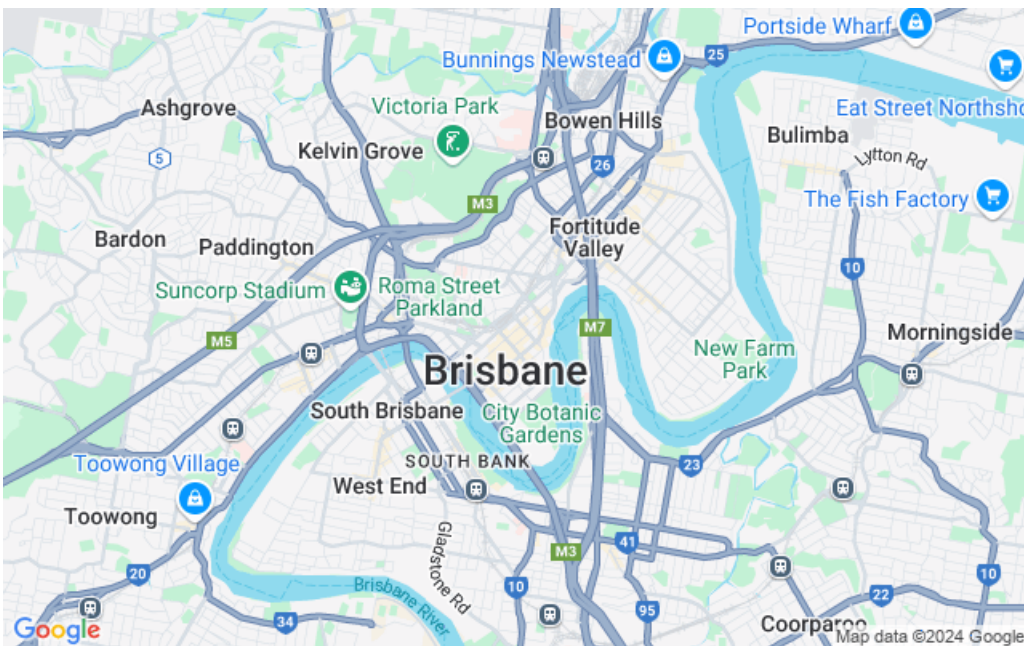 Portside Wharf
Bunnings Newstead
25
Ashgrove
Victoria Park
Eat Street Northsho
Bowen Hills
Bulimba
Kelvin Grove
5
26
Lytton Rd
M3
The Fish Factory
Fortitude
Valley
Bardon
Paddington
10
Suncorp Stadium
Roma Street
Parkland
M5
M7
Morningside
New Farm
Park
Brisbane
South Brisbane
City Botanic
Gardens
Toowong Village
SOUTH BANK
23
West End
Toowong
Gladstone Rd
41
M3
20
Brisbane River
10
22
10
95
34
Coorparoo
Google
Map data ©2024 Google